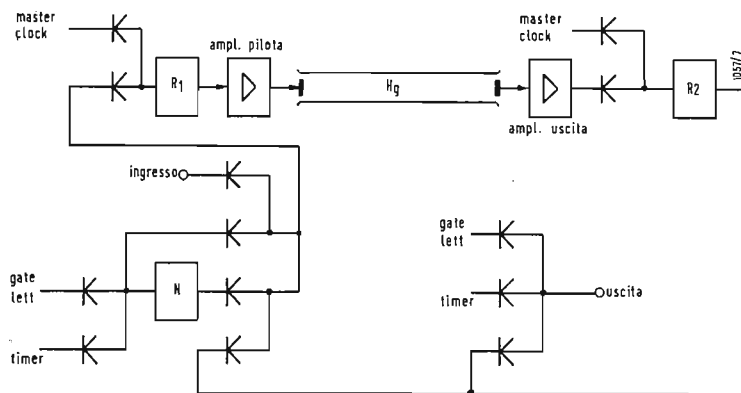 master
clock
ampl. pilota
R1
Hg
master
clock
ampl. uscita
R2
1057/7
ingresso
gate
lett
N
timer
gate
lett
timer
uscita